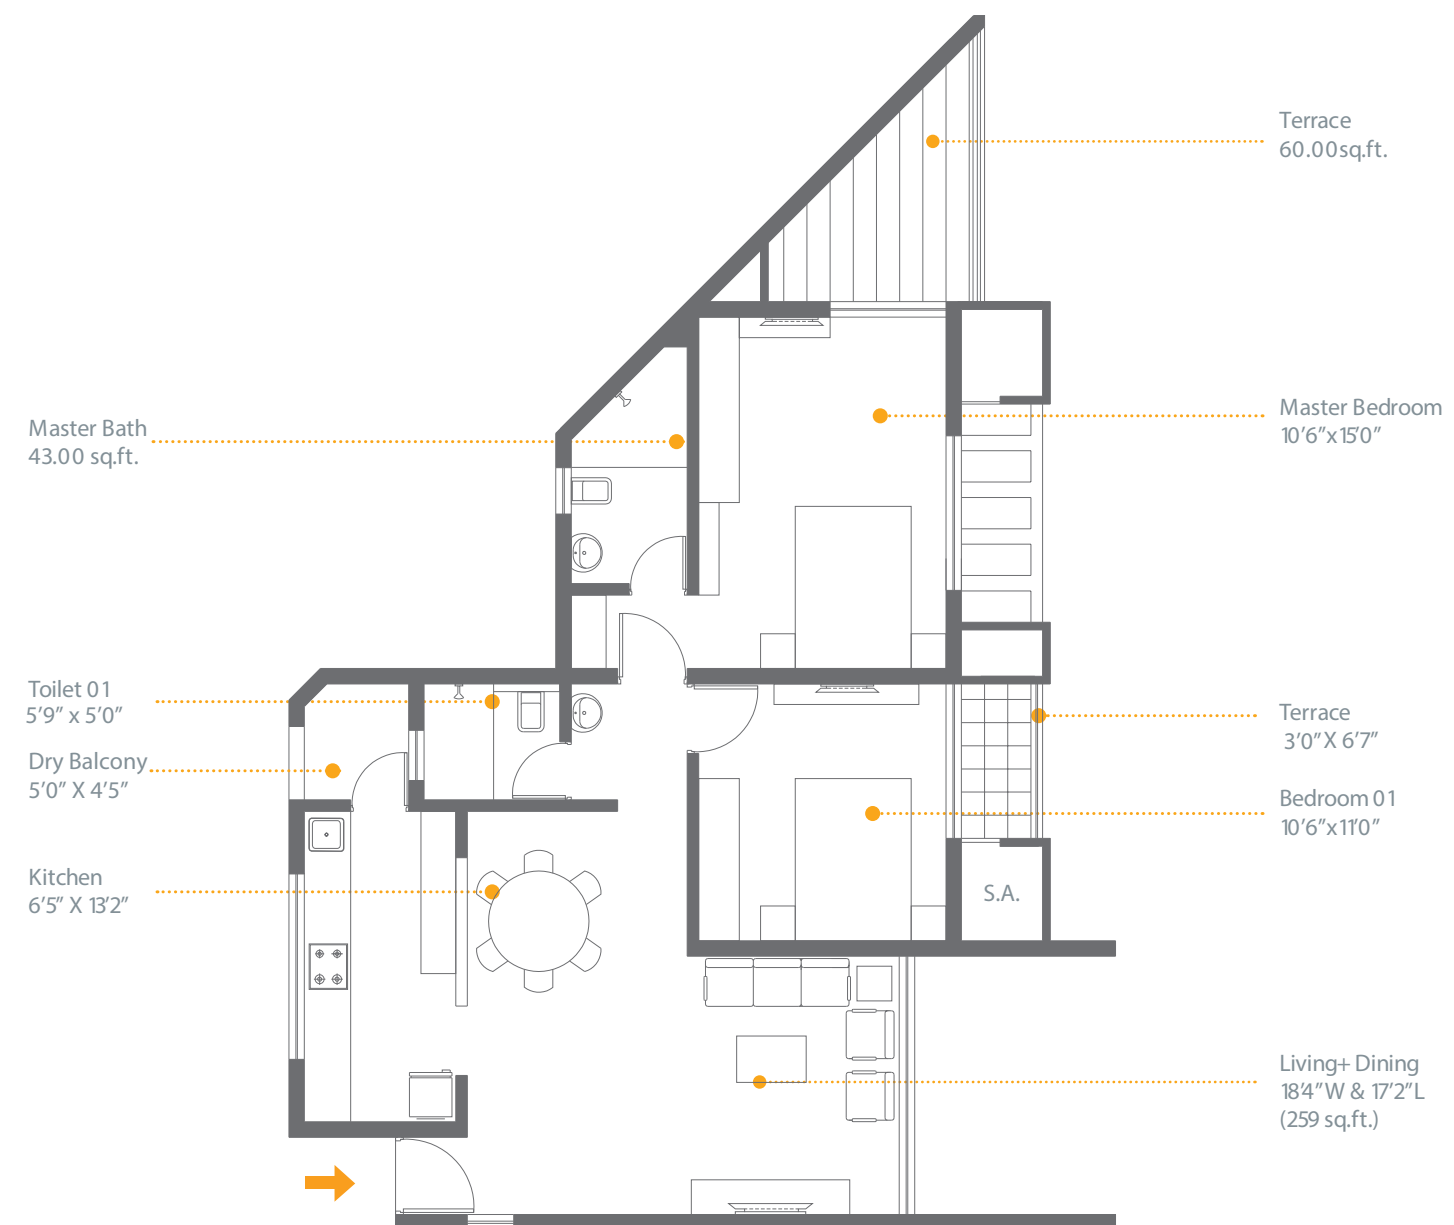 Terrace
60.00sq.ft.
Master Bedroom
10'6"x15'0"
Master Bath
43.00 sq.ft.
Toilet 01
5'9" x 5'0"
Dry Balcony
5'0" X 4'5"
Terrace
3'0" X 6'7"
Bedroom 01
10'6"x11'0"
Kitchen
6'5" X 13'2"
S.A.
Living+ Dining
18'4"W & 17'2"L
(259 sq.ft.)